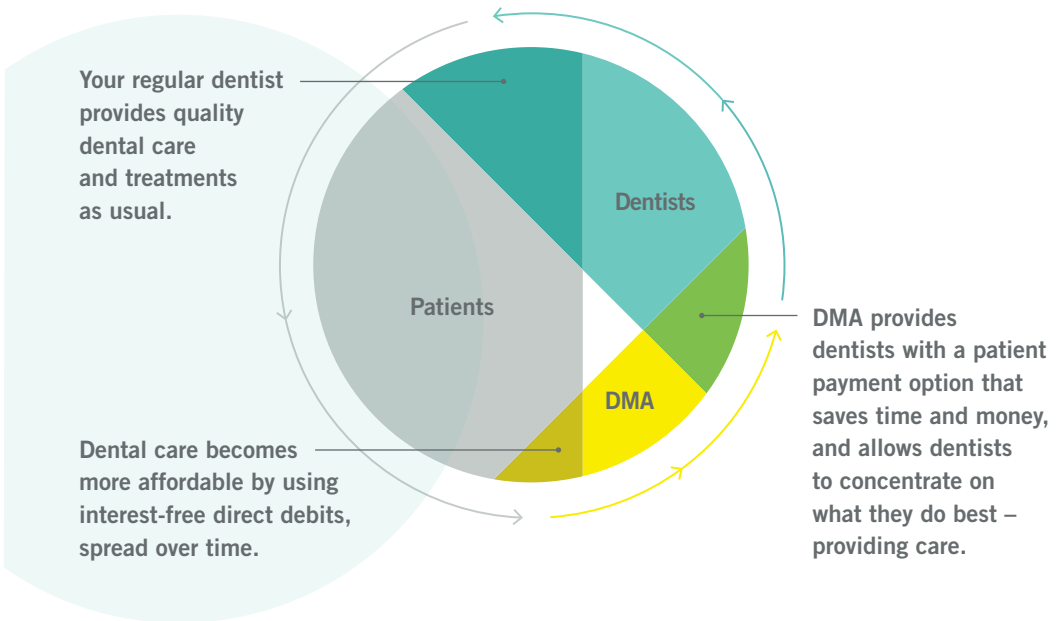 Your regular dentist
provides quality
dental care
and treatments
as usual.
Dentists
Patients
DMA provides
dentists with a patient
payment option that
saves time and money,
and allows dentists
to concentrate on
what they do best –
providing care.
DMA
Dental care becomes
more affordable by using
interest-free direct debits,
spread over time.